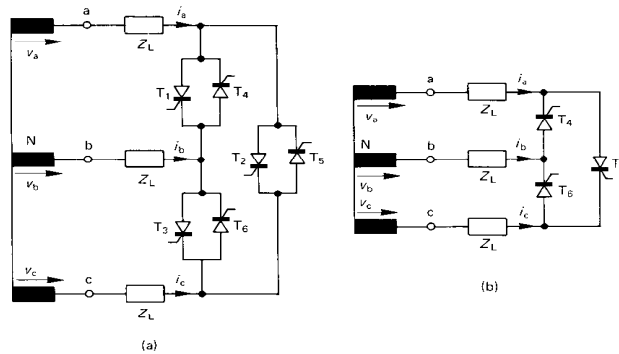 a
Z_L
i_a
v_a
T_1
T_4
N
b
Z_L
i_b
v_b
T_2
T_5
T_3
T_6
v_c
c
Z_L
i_c
(a)
a
Z_L
i_a
v_a
T_4
N
b
Z_L
i_b
v_b
T
T_6
v_c
c
Z_L
i_c
(b)